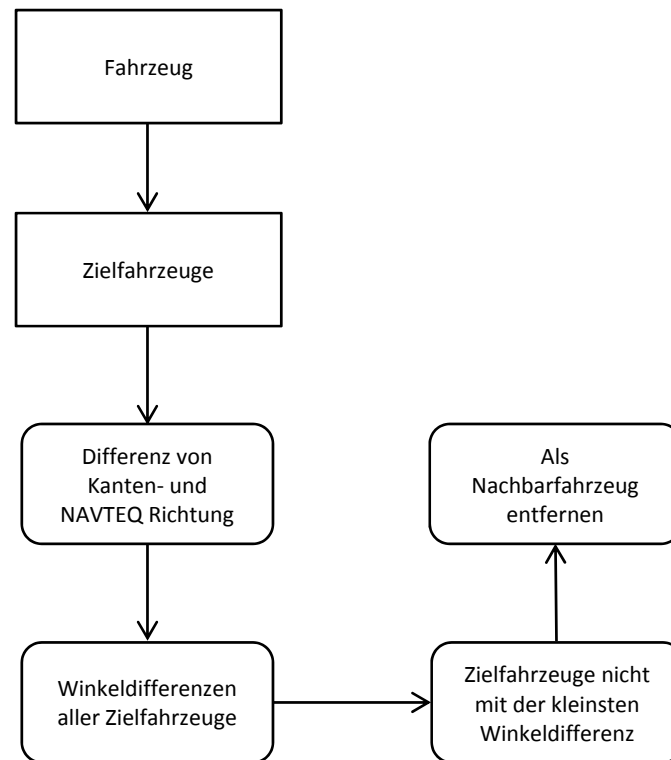 Fahrzeug
Zielfahrzeuge
Differenz von
Kanten- und
NAVTEQ Richtung
Winkeldifferenzen
aller Zielfahrzeuge
Zielfahrzeuge nicht
mit der kleinsten
Winkeldifferenz
Als
Nachbarfahrzeug
entfernen